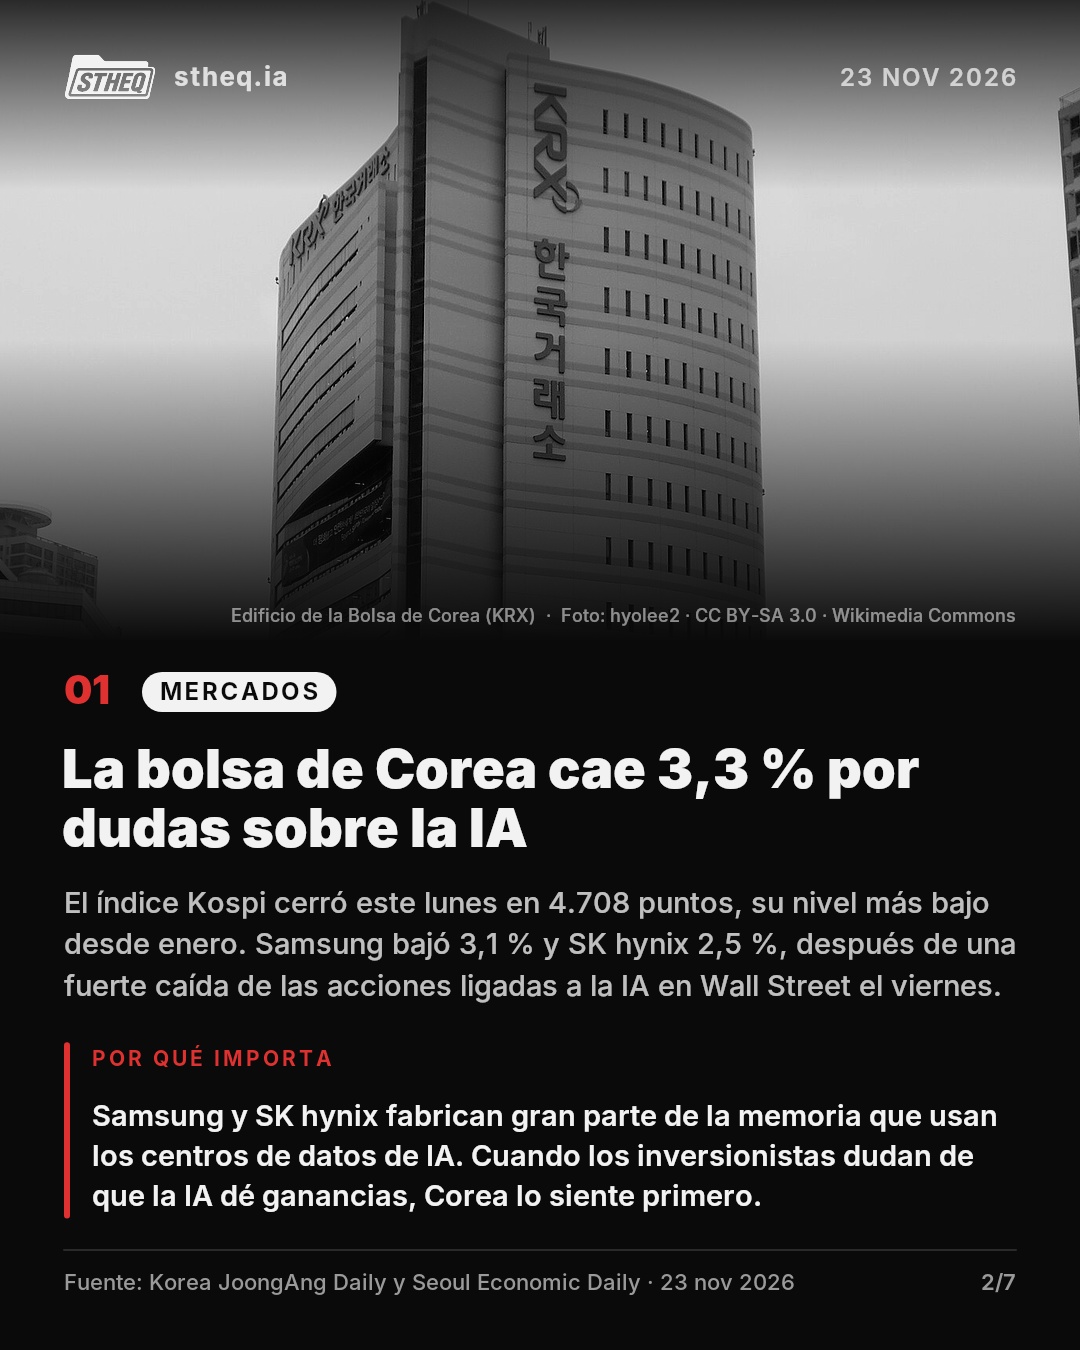 STHEQ stheq.ia
23 NOV 2026
KRX 한국거래소
KRX 한국거래소
Edificio de la Bolsa de Corea (KRX) · Foto: hyolee2 · CC BY-SA 3.0 · Wikimedia Commons
01 MERCADOS
La bolsa de Corea cae 3,3 % por
dudas sobre la IA
El índice Kospi cerró este lunes en 4.708 puntos, su nivel más bajo
desde enero. Samsung bajó 3,1 % y SK hynix 2,5 %, después de una
fuerte caída de las acciones ligadas a la IA en Wall Street el viernes.
POR QUÉ IMPORTA
Samsung y SK hynix fabrican gran parte de la memoria que usan
los centros de datos de IA. Cuando los inversionistas dudan de
que la IA dé ganancias, Corea lo siente primero.
Fuente: Korea JoongAng Daily y Seoul Economic Daily · 23 nov 2026
2/7